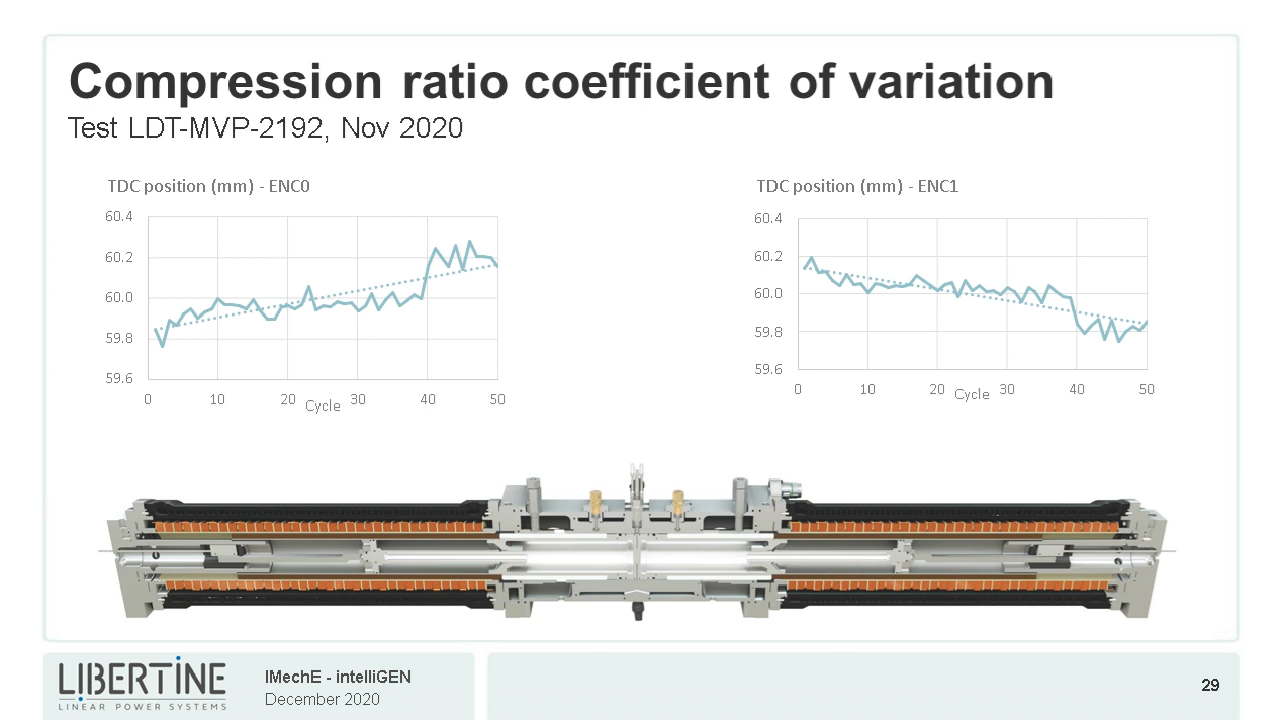 Compression ratio coefficient of variation
Test LDT-MVP-2192, Nov 2020
TDC position (mm) - ENC0
60.4
60.2
60.0
59.8
59.6
0 10 20 30 40 50
Cycle
TDC position (mm) - ENC1
60.4
60.2
60.0
59.8
59.6
0 10 20 30 40 50
Cycle
LIBERTINE
LINEAR POWER SYSTEMS
IMechE - intelliGEN
December 2020
29